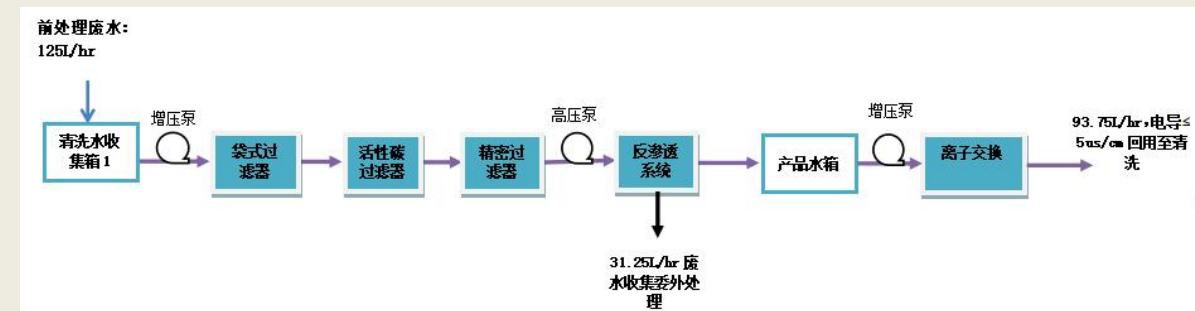 前处理废水：
125L/hr
清洗水收
集箱1
增压泵
袋式过
滤器
活性碳
过滤器
精密过
滤器
高压泵
反渗透
系统
31.25L/hr 废
水收集委外处
理
产品水箱
增压泵
离子交换
93.75L/hr,电导≤
5us/cm 回用至清
洗